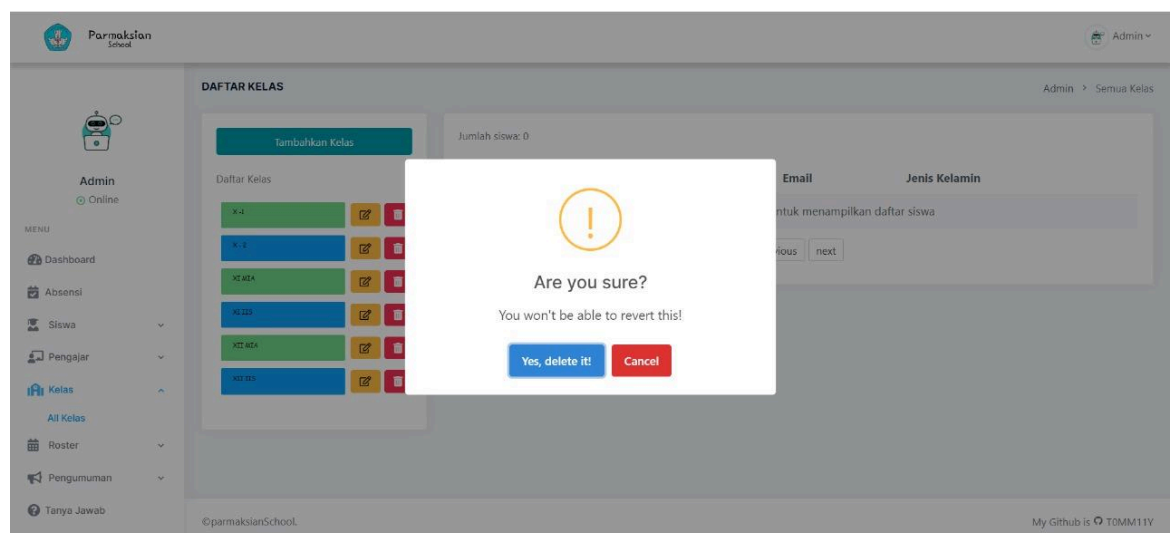 Parmaksian
School
Admin
DAFTAR KELAS
Admin > Semua Kelas
Tambahkan Kelas
Jumlah siswa: 0
Admin
Online
Daftar Kelas
Email Jenis Kelamin
ntuk menampilkan daftar siswa
vious next
MENU
Dashboard
Absensi
Siswa
Pengajar
Kelas
All Kelas
Roster
Pengumuman
Tanya Jawab
X-1
X - 2
XI MIA
XI IIS
XII MIA
XII IIS
Are you sure?
You won't be able to revert this!
Yes, delete it! Cancel
©parmaksianSchool.
My Github is T0MM11Y